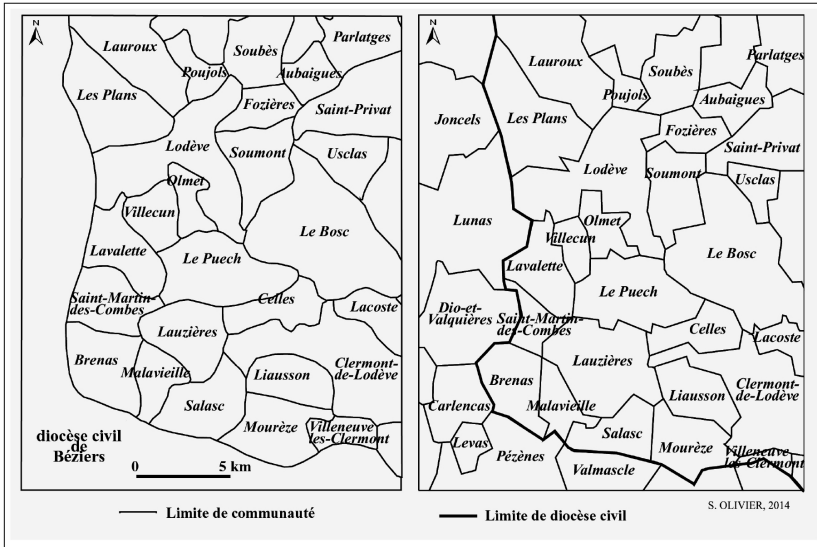 N
Parlatges
Lauroux
Soubès
Poujols
Aubaigues
Les Plans
Fozières
Saint-Privat
Lodève
Soumont
Usclas
Olmet
Villecun
Le Bosc
Lavalette
Le Puech
Saint-Martin-
des-Combes
Celles
Lacoste
Lauzières
Brenas
Malavieille
Liausson
Clermont-
de-Lodève
Salasc
Mourèze
Villeneuve
les-Clermont
diocèse civil
de
Béziers
0 5 km
N
Parlatges
Lauroux
Soubès
Poujols
Aubaigues
Joncels
Les Plans
Fozières
Saint-Privat
Lodève
Soumont
Usclas
Lunas
Olmet
Villecun
Le Bosc
Lavalette
Le Puech
Dio-et-
Valquières
Saint-Martin-
des-Combes
Celles
Lacoste
Lauzières
Brenas
Malavieille
Liausson
Clermont-
de-Lodève
Carlencas
Salasc
Levas
Mourèze
Pézènes
Villeneuve
les-Clermont
Valmascle
S. OLIVIER, 2014
Limite de communauté
Limite de diocèse civil